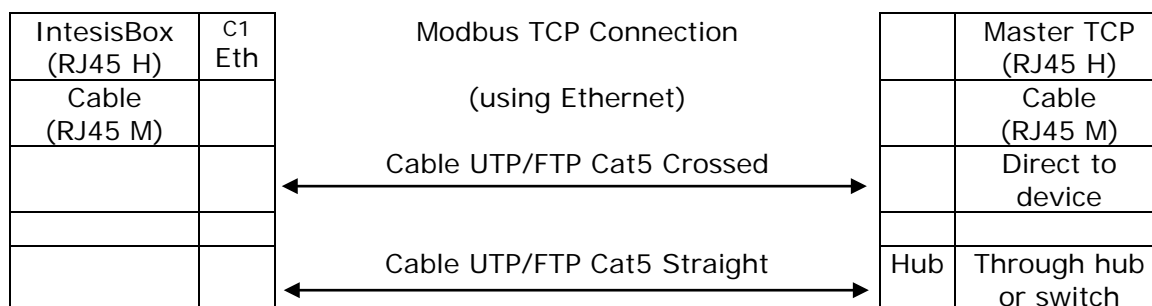 IntesisBox C1 Modbus TCP Connection Master TCP
(RJ45 H) Eth (RJ45 H)
Cable (using Ethernet) Cable
(RJ45 M) (RJ45 M)
Cable UTP/FTP Cat5 Crossed Direct to
device
Cable UTP/FTP Cat5 Straight Hub Through hub
or switch